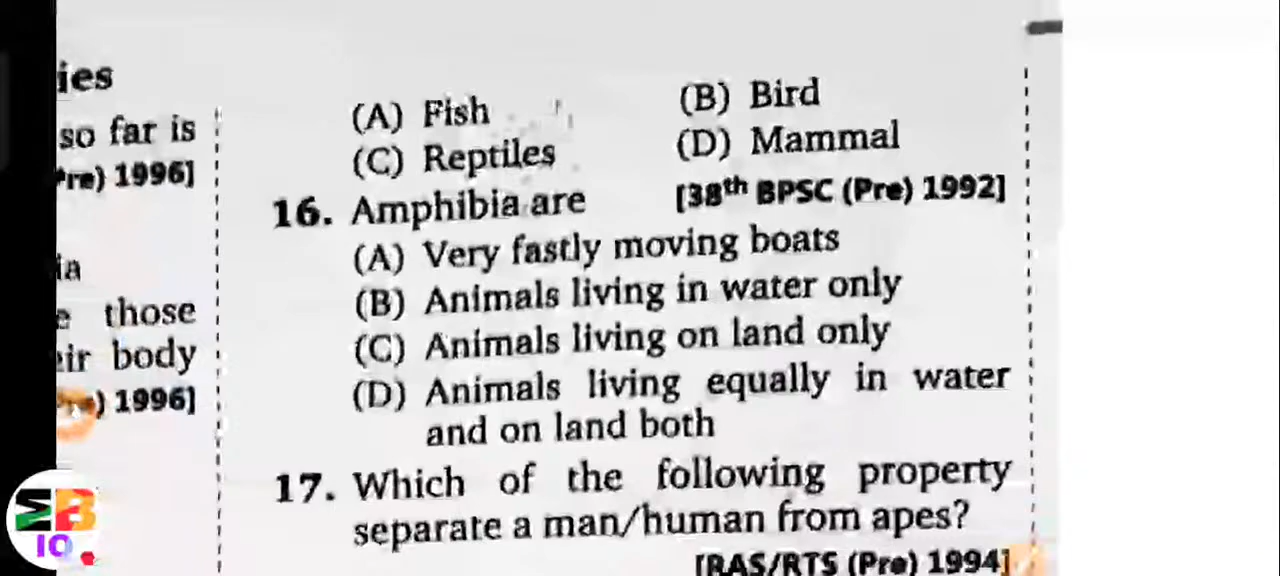 ies
so far is
re) 1996]
ia
those
eir body
) 1996]
(A) Fish
(B) Bird
(C) Reptiles
(D) Mammal
16. Amphibia are [38th BPSC (Pre) 1992]
(A) Very fastly moving boats
(B) Animals living in water only
(C) Animals living on land only
(D) Animals living equally in water
and on land both
17. Which of the following property
separate a man/human from apes?
[RAS/RTS (Pre) 1994]